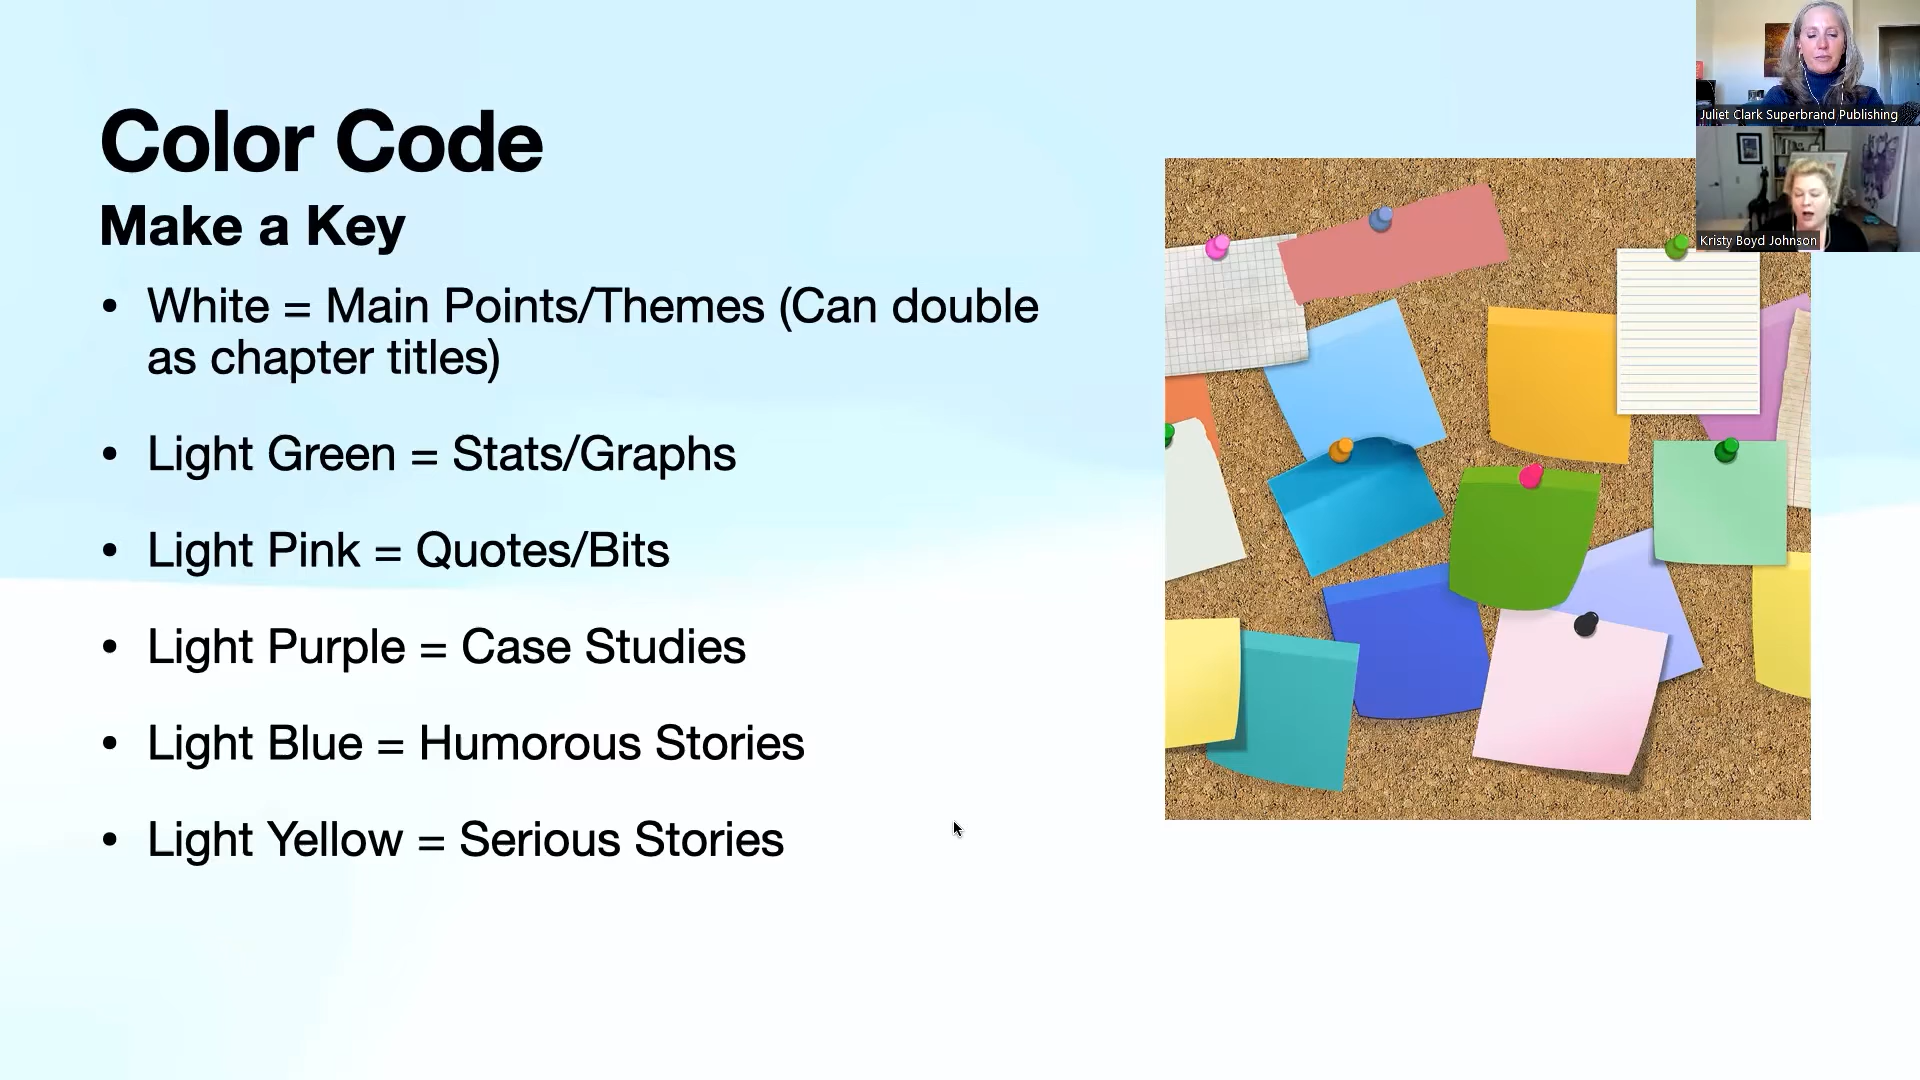 Color Code
Make a Key
• White = Main Points/Themes (Can double
as chapter titles)
• Light Green = Stats/Graphs
• Light Pink = Quotes/Bits
• Light Purple = Case Studies
• Light Blue = Humorous Stories
• Light Yellow = Serious Stories
Juliet Clark Superbrand Publishing
Kristy Boyd Johnson